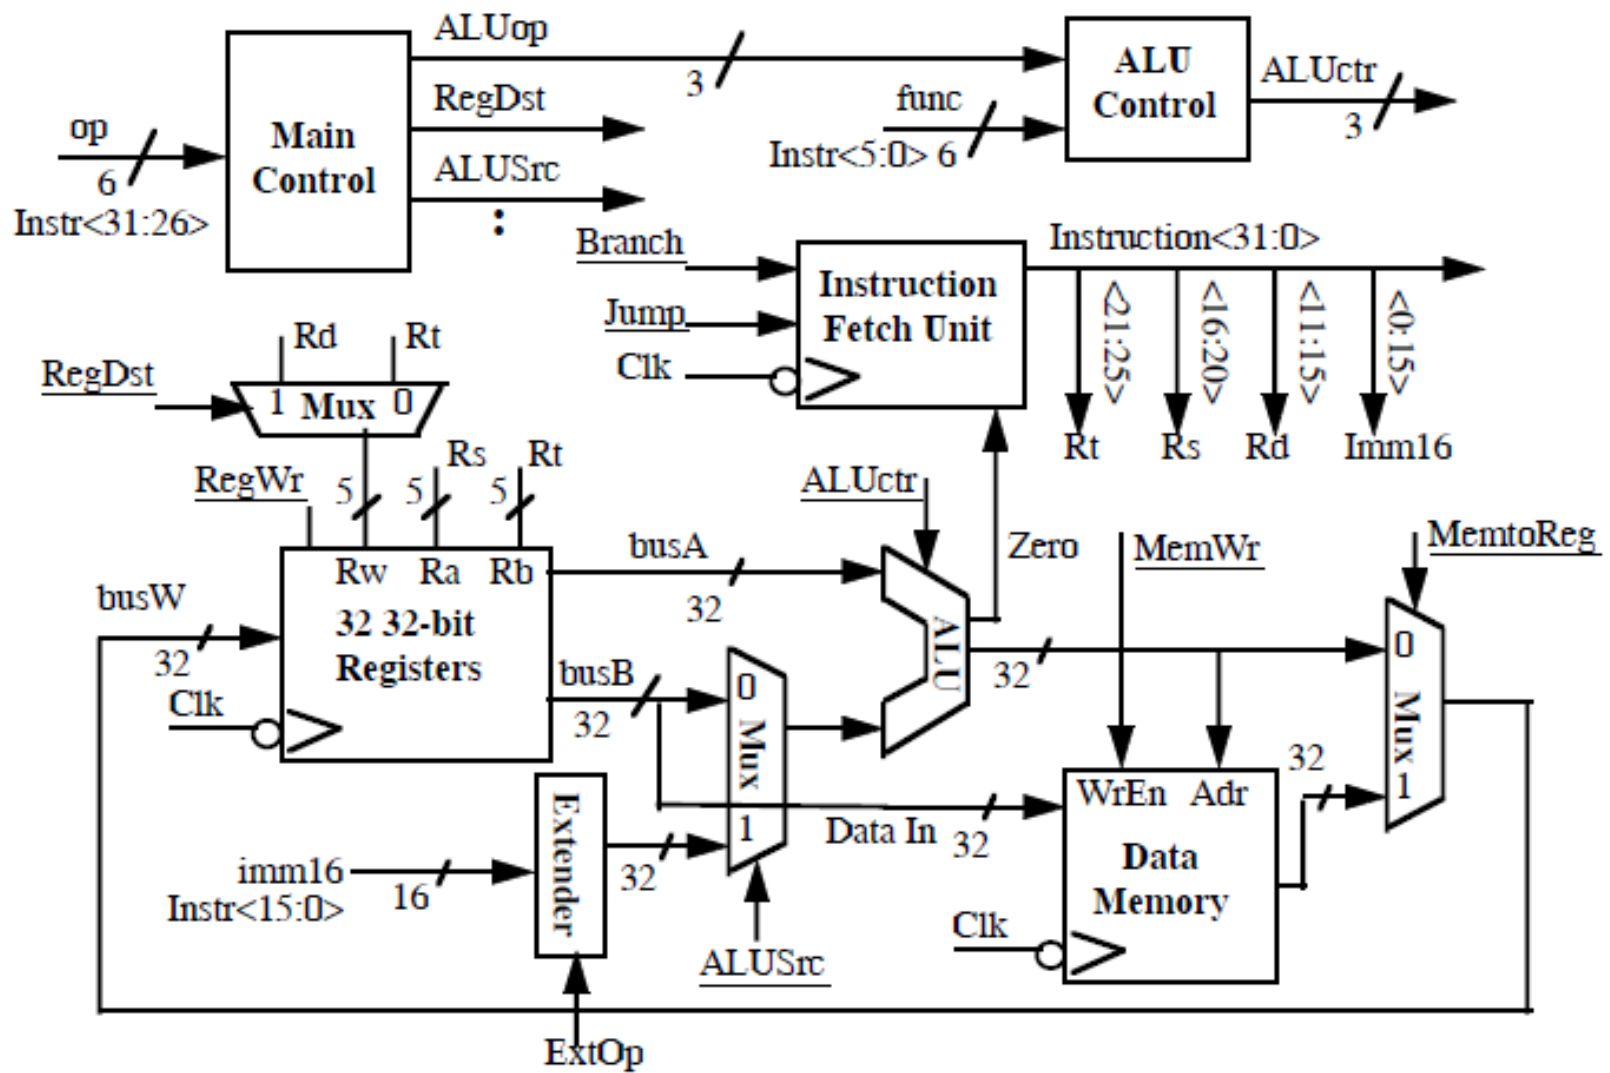 ALUop
3
RegDst
ALUSrc
:
op
6
Instr<31:26>
Main
Control
func
Instr<5:0> 6
ALU
Control
ALUctr
3
Branch
Jump
Clk
Instruction
Fetch Unit
Instruction<31:0>
<21:25>
<16:20>
<11:15>
<0:15>
Rt
Rs
Rd
Imm16
Rd
Rt
RegDst
1 Mux 0
RegWr
5
5
5
Rs
Rt
Rw
Ra
Rb
32 32-bit
Registers
busW
32
Clk
busA
32
busB
32
ALUctr
ALU
Zero
32
MemWr
MemtoReg
0
Mux
1
0
Mux
1
32
WrEn Adr
Data
Memory
Clk
Data In
32
Extender
32
imm16
Instr<15:0>
16
ALUSrc
ExtOp